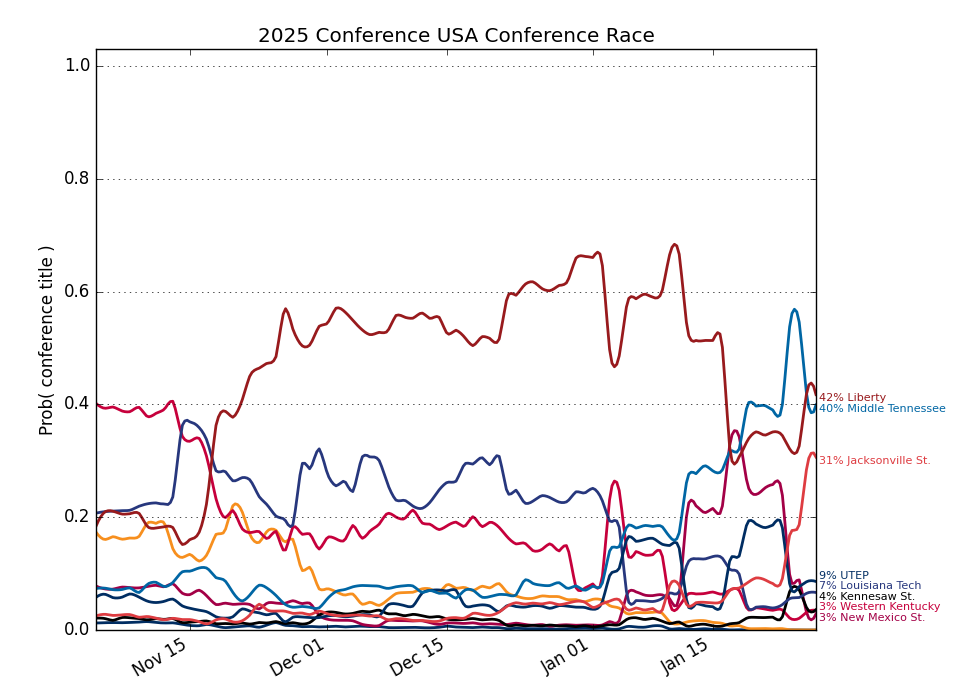 2025 Conference USA Conference Race
Prob( conference title )
1.0
0.8
0.6
0.4
0.2
0.0
Nov 15
Dec 01
Dec 15
Jan 01
Jan 15
42% Liberty
40% Middle Tennessee
31% Jacksonville St.
9% UTEP
7% Louisiana Tech
4% Kennesaw St.
3% Western Kentucky
3% New Mexico St.